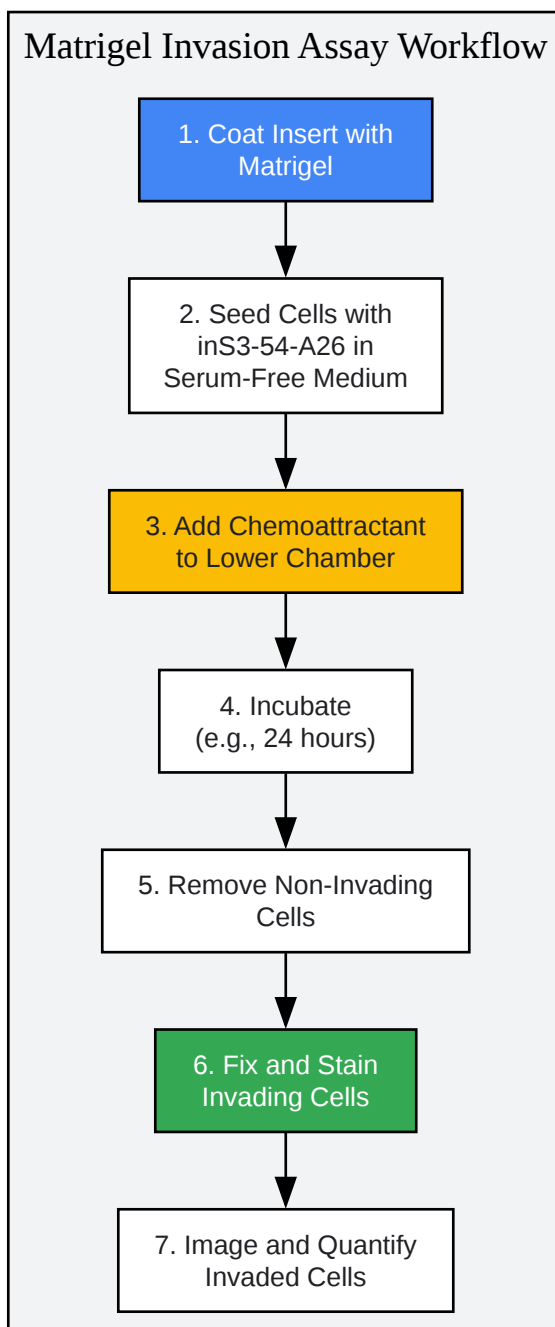 Matrigel Invasion Assay Workflow
1. Coat Insert with
Matrigel
2. Seed Cells with
inS3-54-A26 in
Serum-Free Medium
3. Add Chemoattractant
to Lower Chamber
4. Incubate
(e.g., 24 hours)
5. Remove Non-Invading
Cells
6. Fix and Stain
Invading Cells
7. Image and Quantify
Invaded Cells